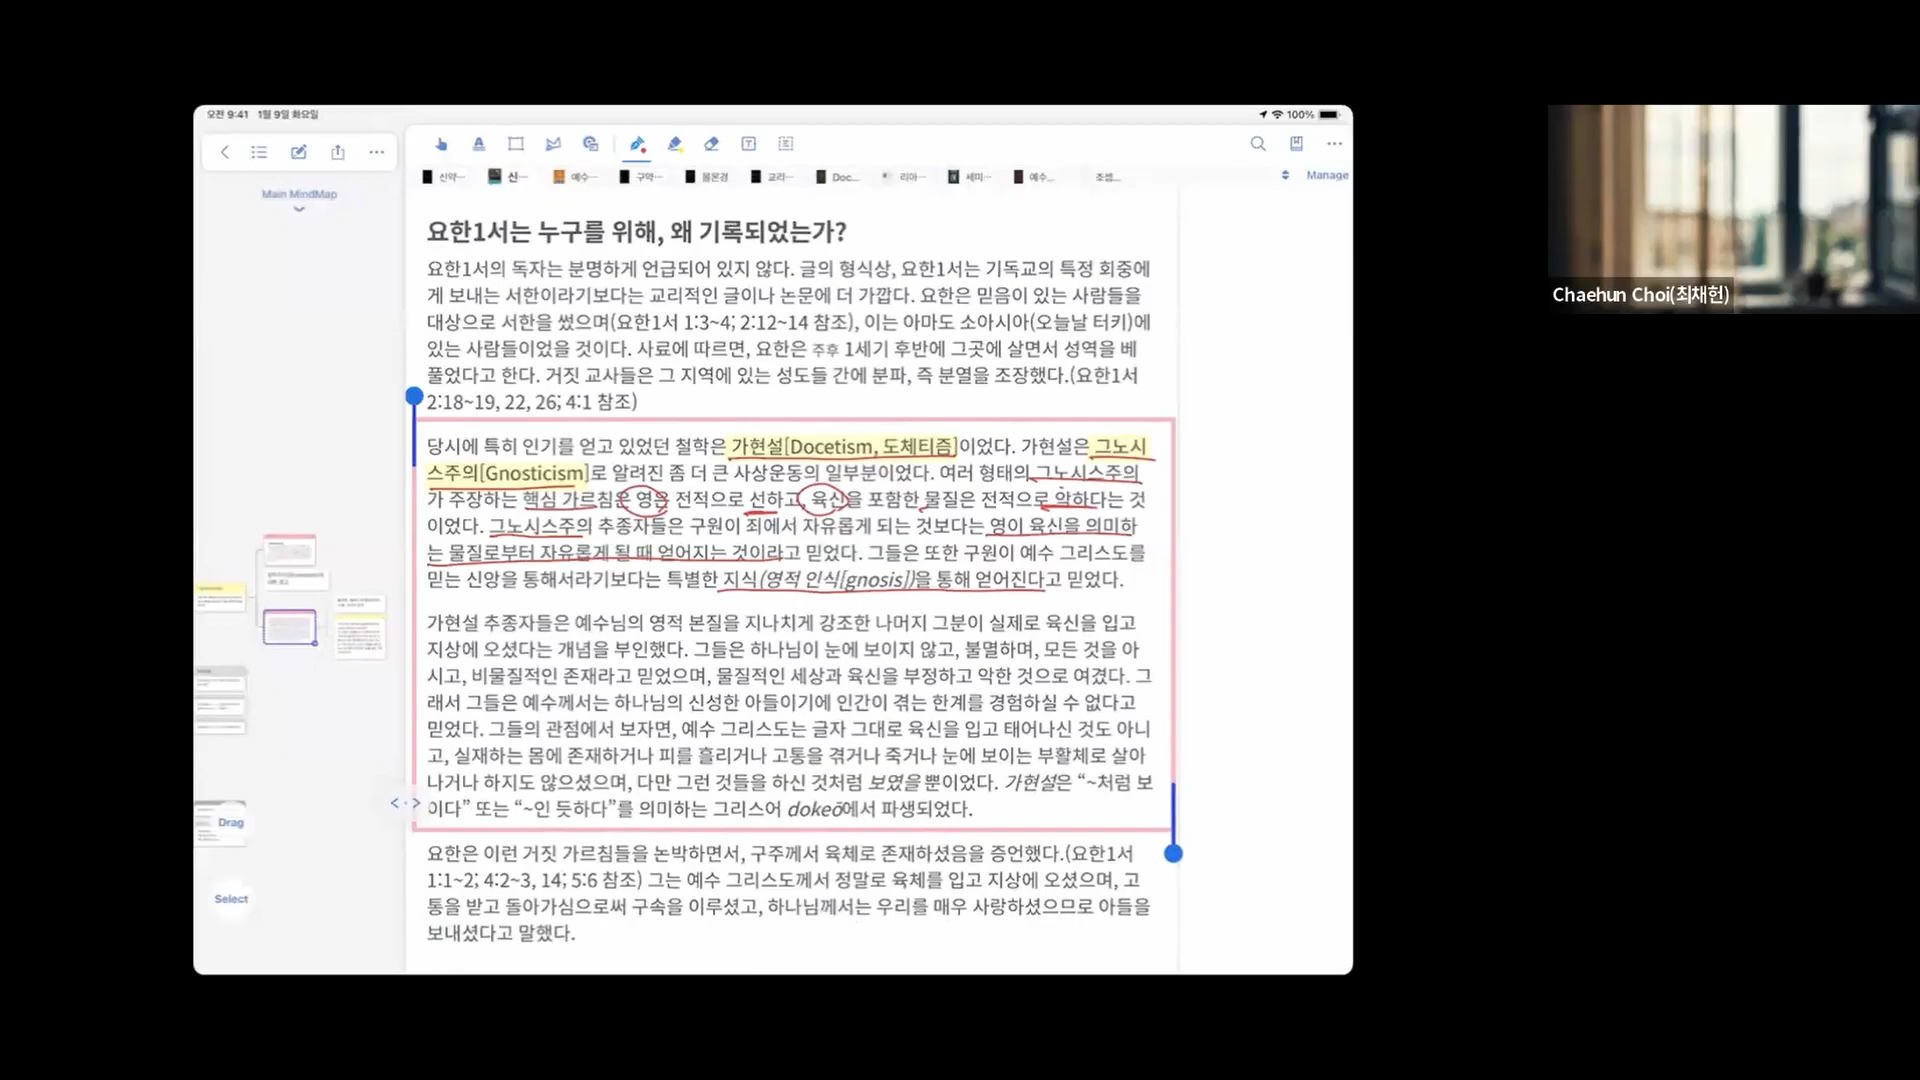 오전 9:41 1월 9일 화요일
100%
Main MindMap
신약…
신…
예수…
구약…
몰몬경
교리…
Doc…
리아…
세미…
예수…
조셉…
Manage
요한1서는 누구를 위해, 왜 기록되었는가?
요한1서의 독자는 분명하게 언급되어 있지 않다. 글의 형식상, 요한1서는 기독교의 특정 회중에
게 보내는 서한이라기보다는 교리적인 글이나 논문에 더 가깝다. 요한은 믿음이 있는 사람들을
대상으로 서한을 썼으며(요한1서 1:3~4; 2:12~14 참조), 이는 아마도 소아시아(오늘날 터키)에
있는 사람들이었을 것이다. 사료에 따르면, 요한은 주후 1세기 후반에 그곳에 살면서 성역을 베
풀었다고 한다. 거짓 교사들은 그 지역에 있는 성도들 간에 분파, 즉 분열을 조장했다.(요한1서
2:18~19, 22, 26; 4:1 참조)
당시에 특히 인기를 얻고 있었던 철학은 가현설[Docetism, 도체티즘]이었다. 가현설은 그노시
스주의[Gnosticism]로 알려진 좀 더 큰 사상운동의 일부분이었다. 여러 형태의 그노시스주의
가 주장하는 핵심 가르침은 영은 전적으로 선하고, 육신을 포함한 물질은 전적으로 악하다는 것
이었다. 그노시스주의 추종자들은 구원이 죄에서 자유롭게 되는 것보다는 영이 육신을 의미하
는 물질로부터 자유롭게 될 때 얻어지는 것이라고 믿었다. 그들은 또한 구원이 예수 그리스도를
믿는 신앙을 통해서라기보다는 특별한 지식(영적 인식[gnosis])을 통해 얻어진다고 믿었다.
가현설 추종자들은 예수님의 영적 본질을 지나치게 강조한 나머지 그분이 실제로 육신을 입고
지상에 오셨다는 개념을 부인했다. 그들은 하나님이 눈에 보이지 않고, 불멸하며, 모든 것을 아
시고, 비물질적인 존재라고 믿었으며, 물질적인 세상과 육신을 부정하고 악한 것으로 여겼다. 그
래서 그들은 예수께서는 하나님의 신성한 아들이기에 인간이 겪는 한계를 경험하실 수 없다고
믿었다. 그들의 관점에서 보자면, 예수 그리스도는 글자 그대로 육신을 입고 태어나신 것도 아니
고, 실재하는 몸에 존재하거나 피를 흘리거나 고통을 겪거나 죽거나 눈에 보이는 부활체로 살아
나거나 하지도 않으셨으며, 다만 그런 것들을 하신 것처럼 보였을 뿐이었다. 가현설은 “~처럼 보
이다” 또는 “~인 듯하다”를 의미하는 그리스어 dokeō에서 파생되었다.
요한은 이런 거짓 가르침들을 논박하면서, 구주께서 육체로 존재하셨음을 증언했다.(요한1서
1:1~2; 4:2~3, 14; 5:6 참조) 그는 예수 그리스도께서 정말로 육체를 입고 지상에 오셨으며, 고
통을 받고 돌아가심으로써 구속을 이루셨고, 하나님께서는 우리를 매우 사랑하셨으므로 아들을
보내셨다고 말했다.
Drag
Select
Chaehun Choi(최채헌)